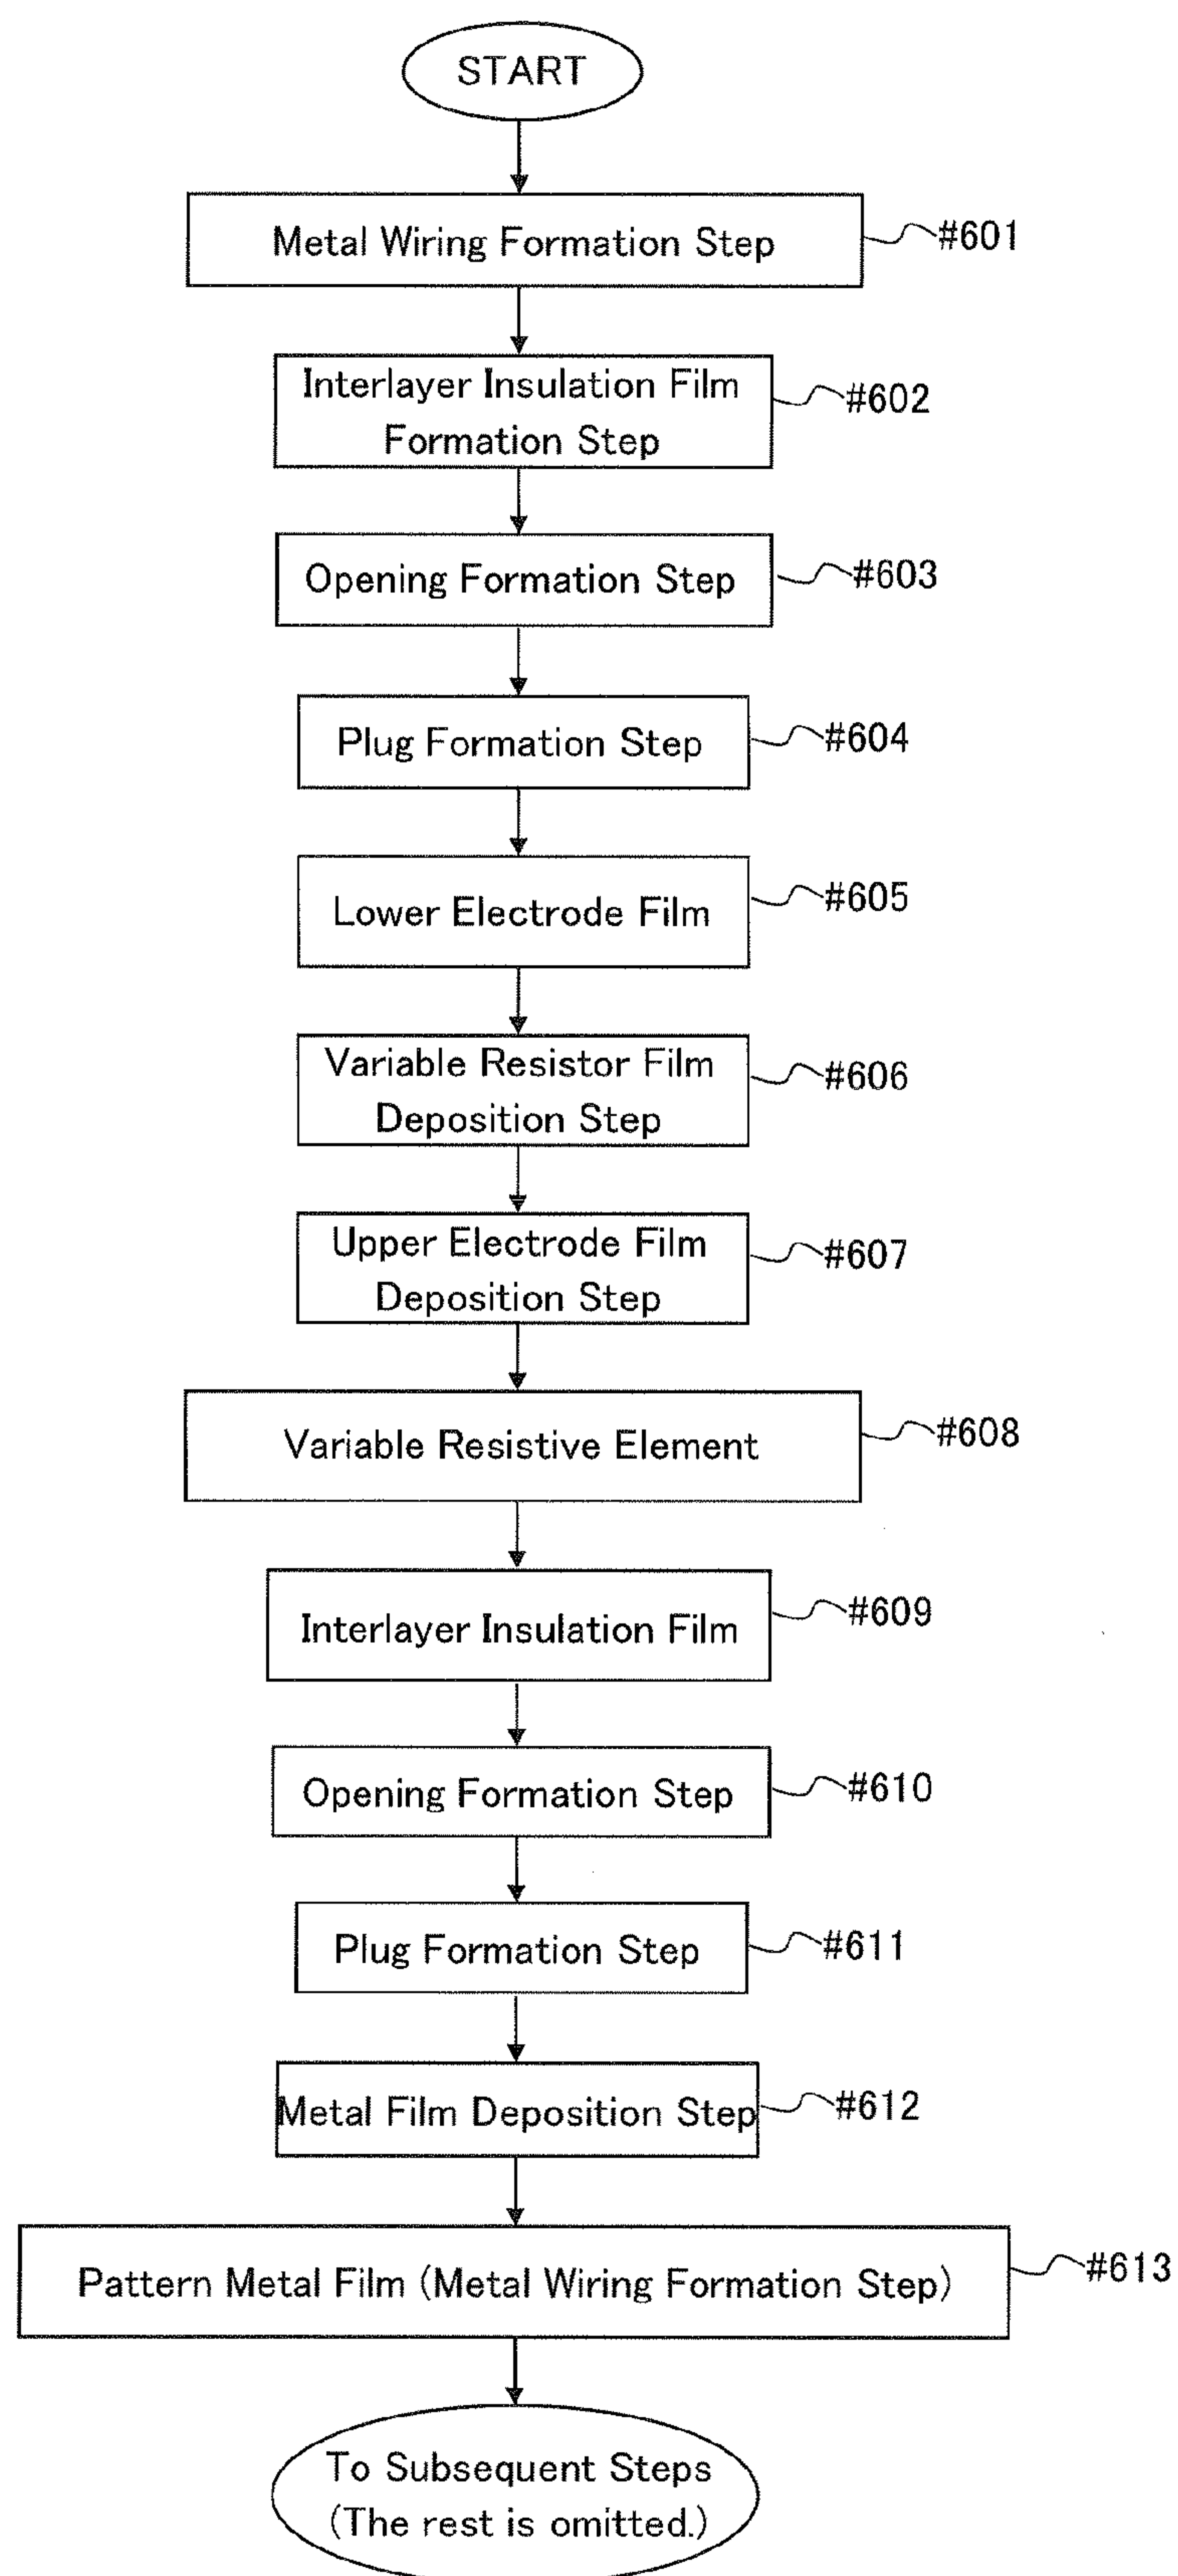 START
Metal Wiring Formation Step
#601
Interlayer Insulation Film
Formation Step
#602
Opening Formation Step
#603
Plug Formation Step
#604
Lower Electrode Film
#605
Variable Resistor Film
Deposition Step
#606
Upper Electrode Film
Deposition Step
#607
Variable Resistive Element
#608
Interlayer Insulation Film
#609
Opening Formation Step
#610
Plug Formation Step
#611
Metal Film Deposition Step
#612
Pattern Metal Film (Metal Wiring Formation Step)
#613
To Subsequent Steps
(The rest is omitted.)